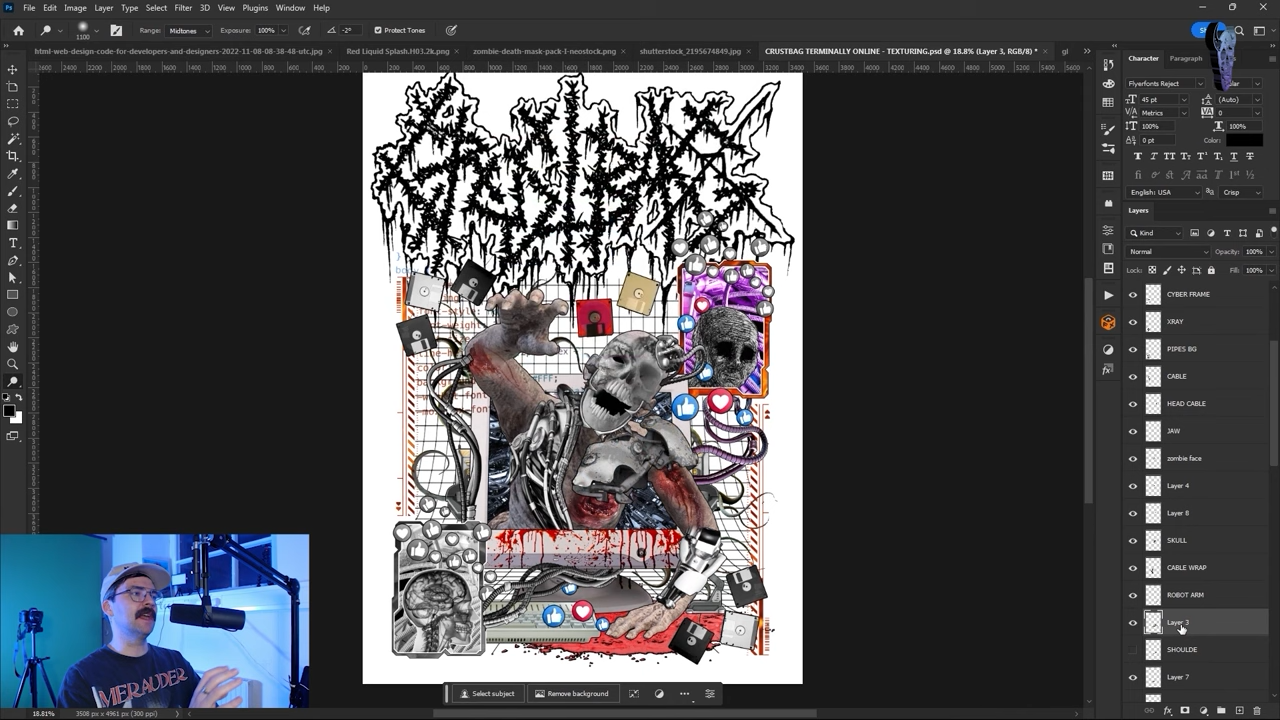 File Edit Image Layer Type Select Filter 3D View Plugins Window Help
1100 Range: Midtones Exposure: 100% -2° Protect Tones
html-web-design-code-for-developers-and-designers-2022-11-08-08-38-48-utc.jpg × Red Liquid Splash.H03.2k.png × zombie-death-mask-pack-l-neostock.png × shutterstock_2195674849.jpg × CRUSTBAG TERMINALLY ONLINE - TEXTURING.psd @ 18.8% (Layer 3, RGB/8) * × gi
Character Paragraph
Flyerfonts Reject
45 pt (Auto)
Metrics 0
100% 100%
0 pt Color:
English: USA Crisp
Layers
Kind
Normal Opacity: 100%
Lock: Fill: 100%
CYBER FRAME
XRAY
PIPES BG
CABLE
HEAD CABLE
JAW
zombie face
Layer 4
Layer 8
SKULL
CABLE WRAP
ROBOT ARM
Layer 3
SHOULDE
Layer 7
MERAUDER
Select subject Remove background
18.81% 3508 px x 4961 px (300 ppi)